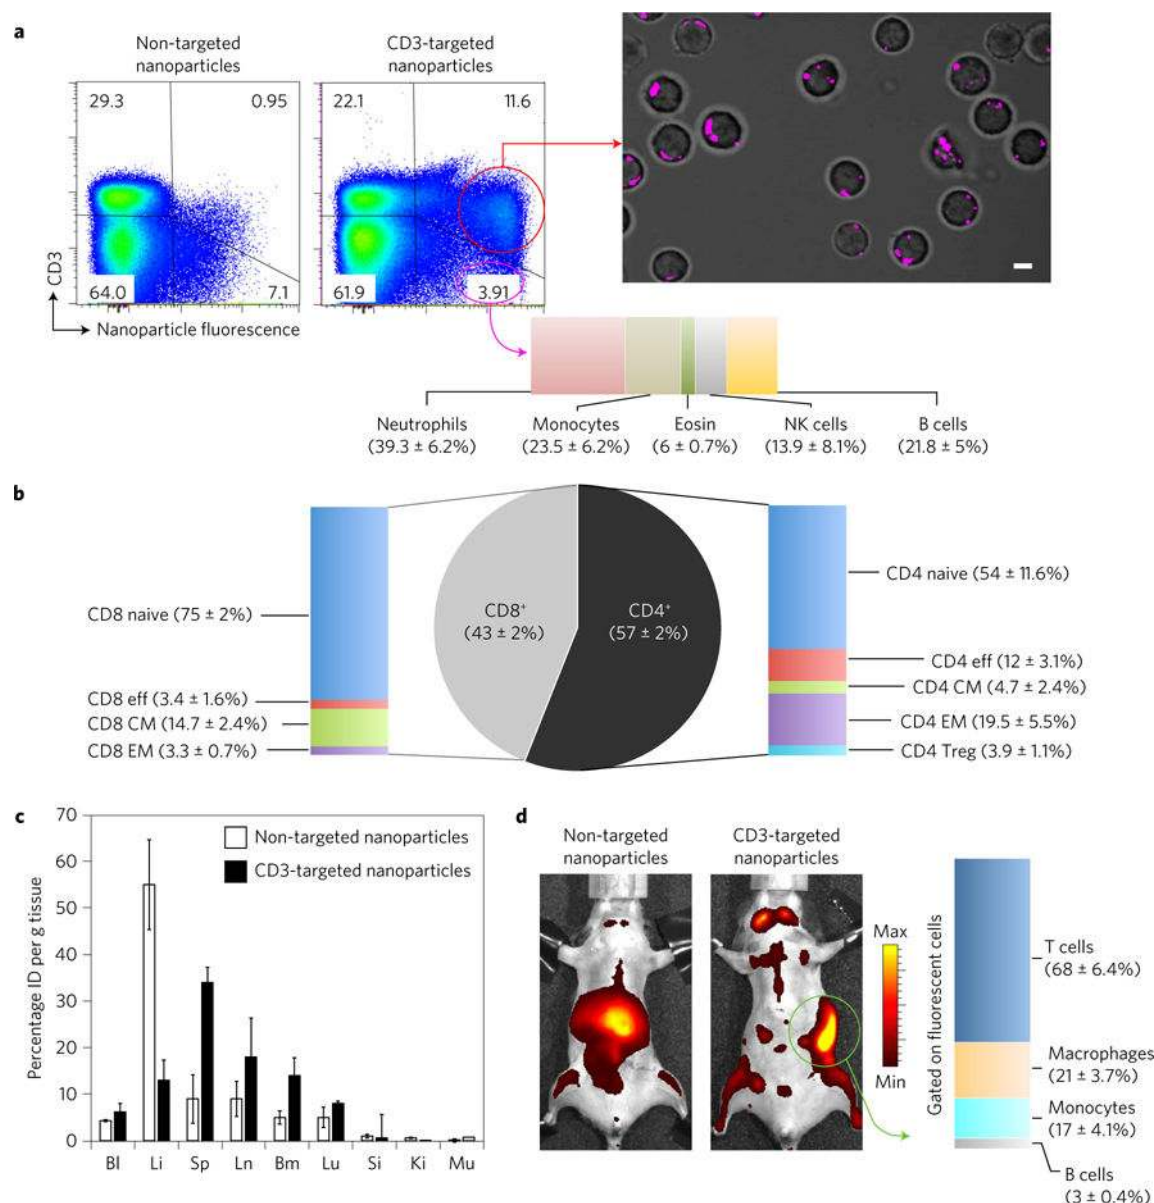 a
Non-targeted
nanoparticles
CD3-targeted
nanoparticles
29.3
0.95
64.0
7.1
22.1
11.6
61.9
3.91
CD3
Nanoparticle fluorescence
Neutrophils
(39.3 ± 6.2%)
Monocytes
(23.5 ± 6.2%)
Eosin
(6 ± 0.7%)
NK cells
(13.9 ± 8.1%)
B cells
(21.8 ± 5%)
b
CD8 naive (75 ± 2%)
CD8 eff (3.4 ± 1.6%)
CD8 CM (14.7 ± 2.4%)
CD8 EM (3.3 ± 0.7%)
CD8⁺
(43 ± 2%)
CD4⁺
(57 ± 2%)
CD4 naive (54 ± 11.6%)
CD4 eff (12 ± 3.1%)
CD4 CM (4.7 ± 2.4%)
CD4 EM (19.5 ± 5.5%)
CD4 Treg (3.9 ± 1.1%)
c
Percentage ID per g tissue
70
60
50
40
30
20
10
0
Non-targeted nanoparticles
CD3-targeted nanoparticles
Bl Li Sp Ln Bm Lu Si Ki Mu
d
Non-targeted
nanoparticles
CD3-targeted
nanoparticles
Max
Min
Gated on fluorescent cells
T cells
(68 ± 6.4%)
Macrophages
(21 ± 3.7%)
Monocytes
(17 ± 4.1%)
B cells
(3 ± 0.4%)